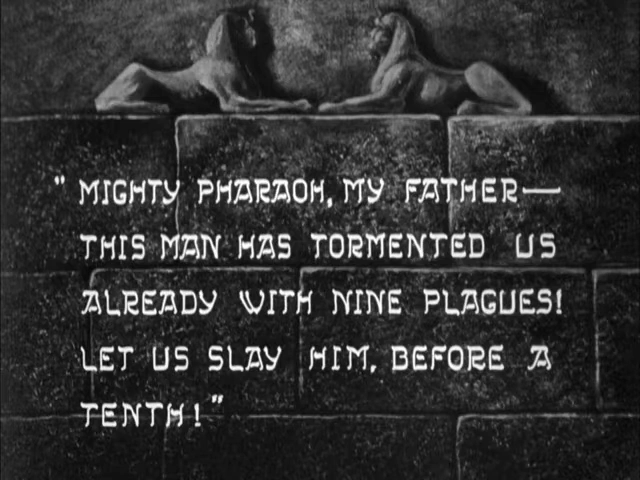 " MIGHTY PHARAOH, MY FATHER—
THIS MAN HAS TORMENTED US
ALREADY WITH NINE PLAGUES!
LET US SLAY HIM, BEFORE A
TENTH! "